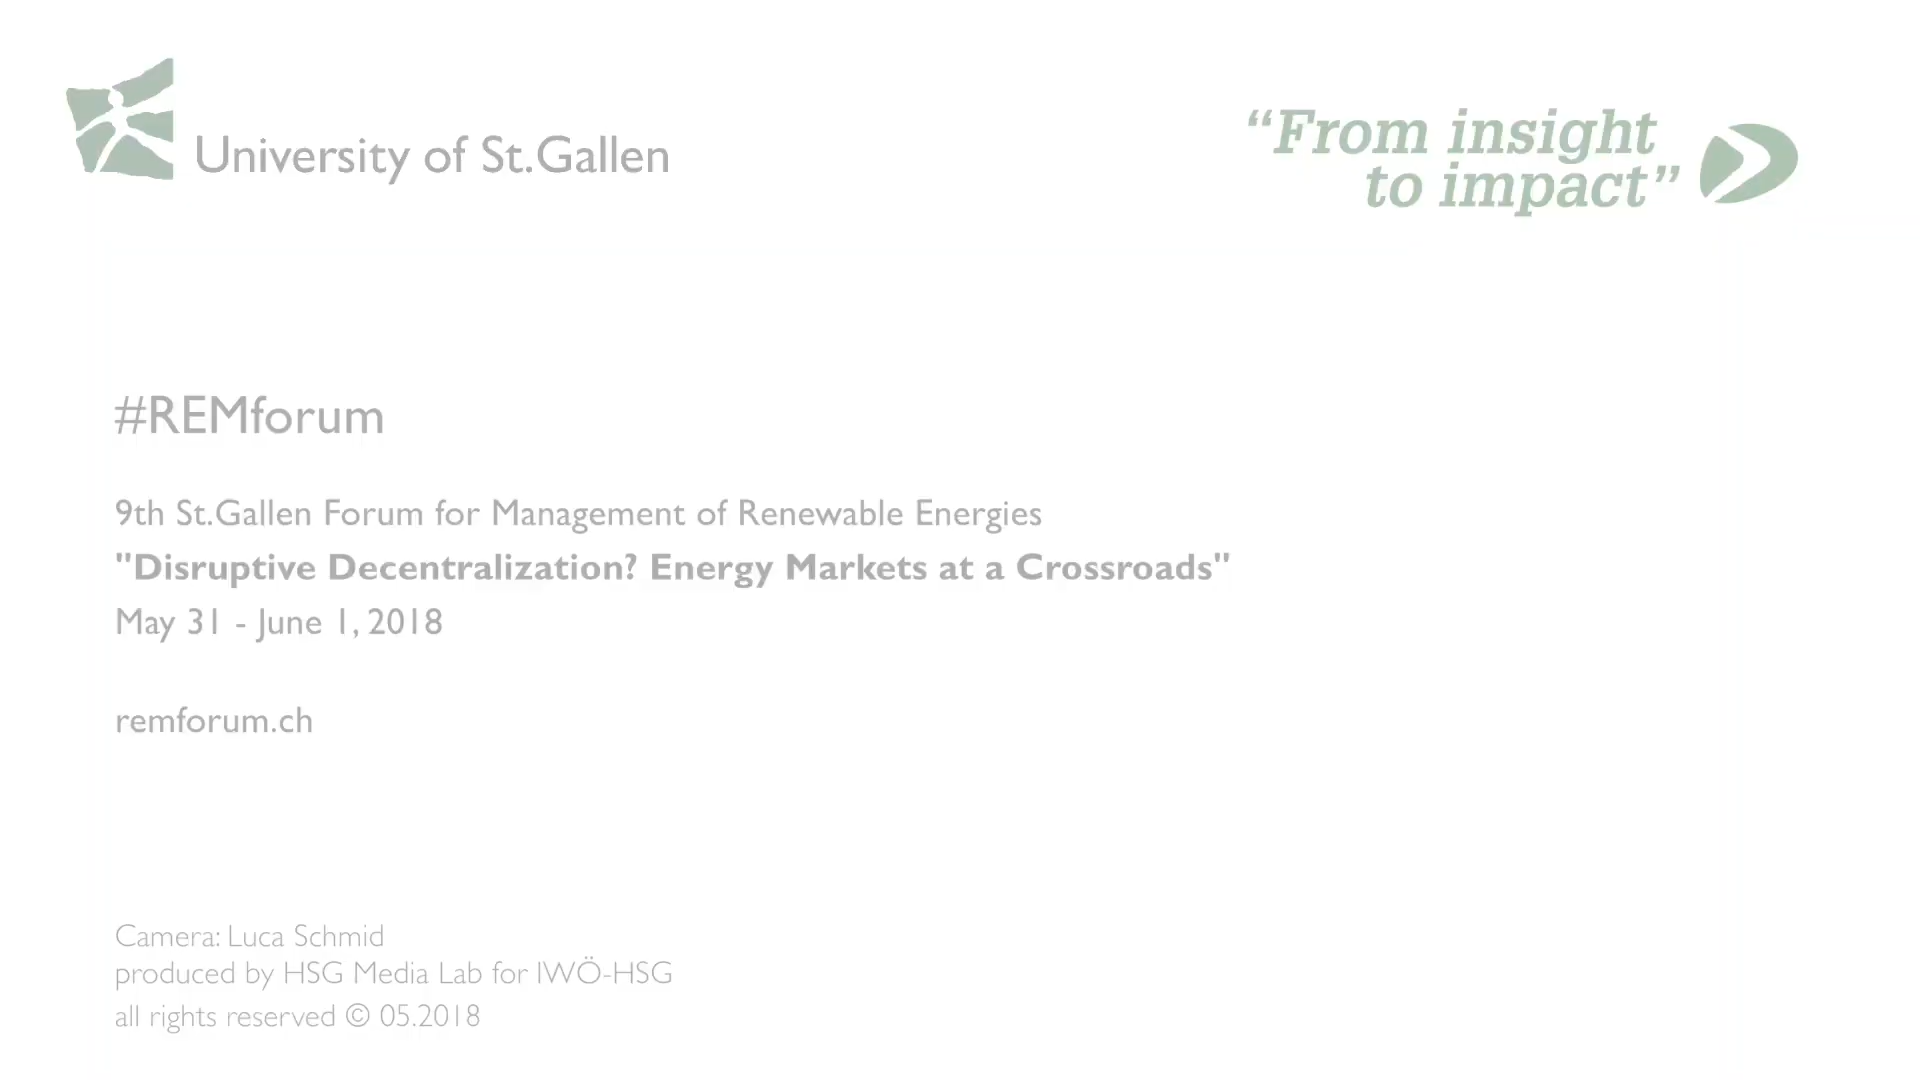 University of St.Gallen
“From insight
to impact”
#REMforum
9th St.Gallen Forum for Management of Renewable Energies
"Disruptive Decentralization? Energy Markets at a Crossroads"
May 31 - June 1, 2018
remforum.ch
Camera: Luca Schmid
produced by HSG Media Lab for IWÖ-HSG
all rights reserved © 05.2018